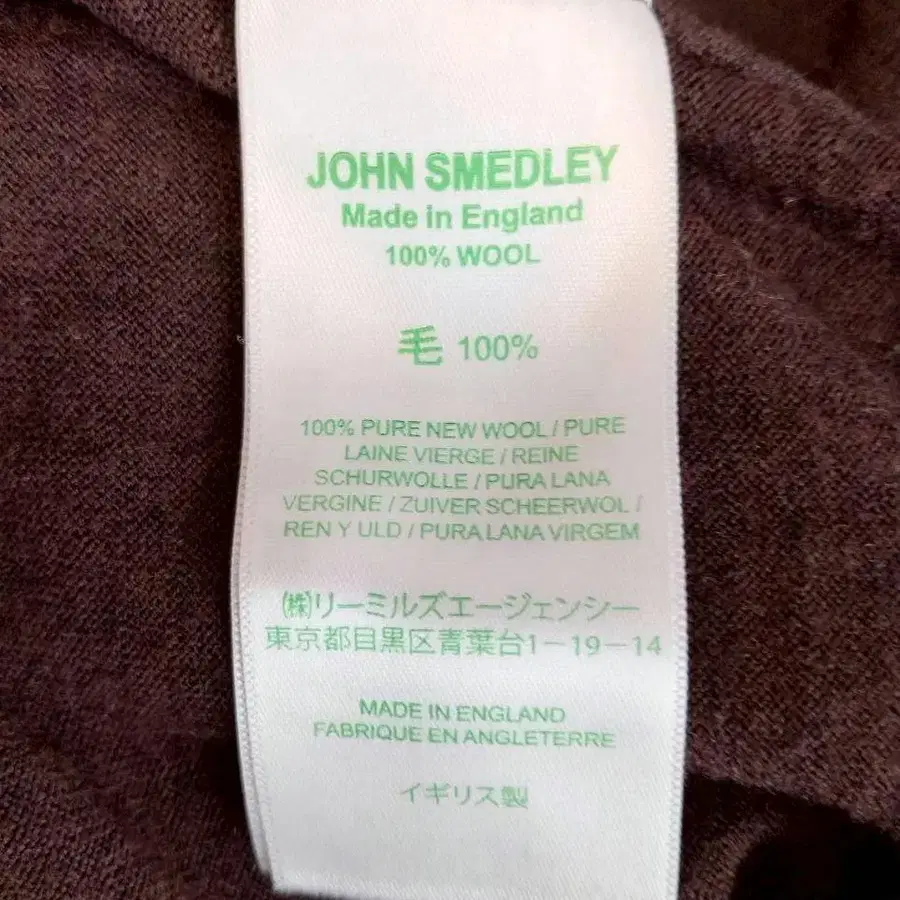 JOHN SMEDLEY
Made in England
100% WOOL
毛 100%
100% PURE NEW WOOL / PURE
LAINE VIERGE / REINE
SCHURWOLLE / PURA LANA
VERGINE / ZUIVER SCHEERWOL /
REN Y ULD / PURA LANA VIRGEM
㈱リーミルズエージェンシー
東京都目黒区青葉台1−19−14
MADE IN ENGLAND
FABRIQUE EN ANGLETERRE
イギリス製